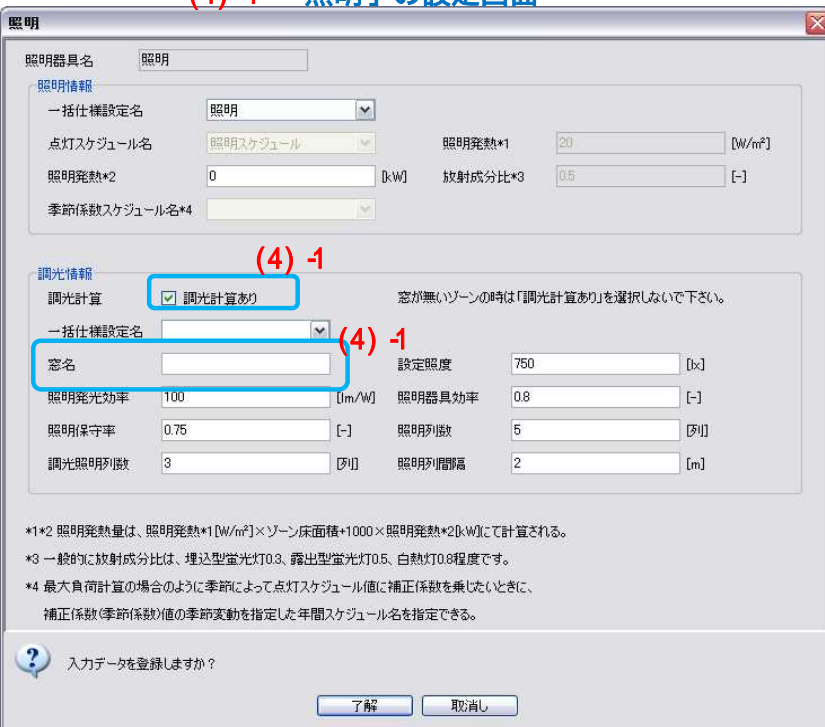 (4) -1 「照明」の設定画面
照明
照明器具名 照明
照明情報
一括仕様設定名 照明
点灯スケジュール名 照明スケジュール 照明発熱*1 20 [W/m²]
照明発熱*2 0 [kW] 放射成分比*3 0.5 [-]
季節係数スケジュール名*4
(4) -1
調光情報
調光計算 調光計算あり 窓が無いゾーンの時は「調光計算あり」を選択しないで下さい。
一括仕様設定名
(4) -1
窓名 設定照度 750 [lx]
照明発光効率 100 [lm/W] 照明器具効率 0.8 [-]
照明保守率 0.75 [-] 照明列数 5 [列]
調光照明列数 3 [列] 照明列間隔 2 [m]
*1*2 照明発熱量は、照明発熱*1[W/m²]×ゾーン床面積+1000×照明発熱*2[kW]にて計算される。
*3 一般的に放射成分比は、埋込型蛍光灯0.3、露出型蛍光灯0.5、白熱灯0.8程度です。
*4 最大負荷計算の場合のように季節によって点灯スケジュール値に補正係数を乗じたいときに、
補正係数(季節係数)値の季節変動を指定した年間スケジュール名を指定できる。
入力データを登録しますか？
了解 取消し